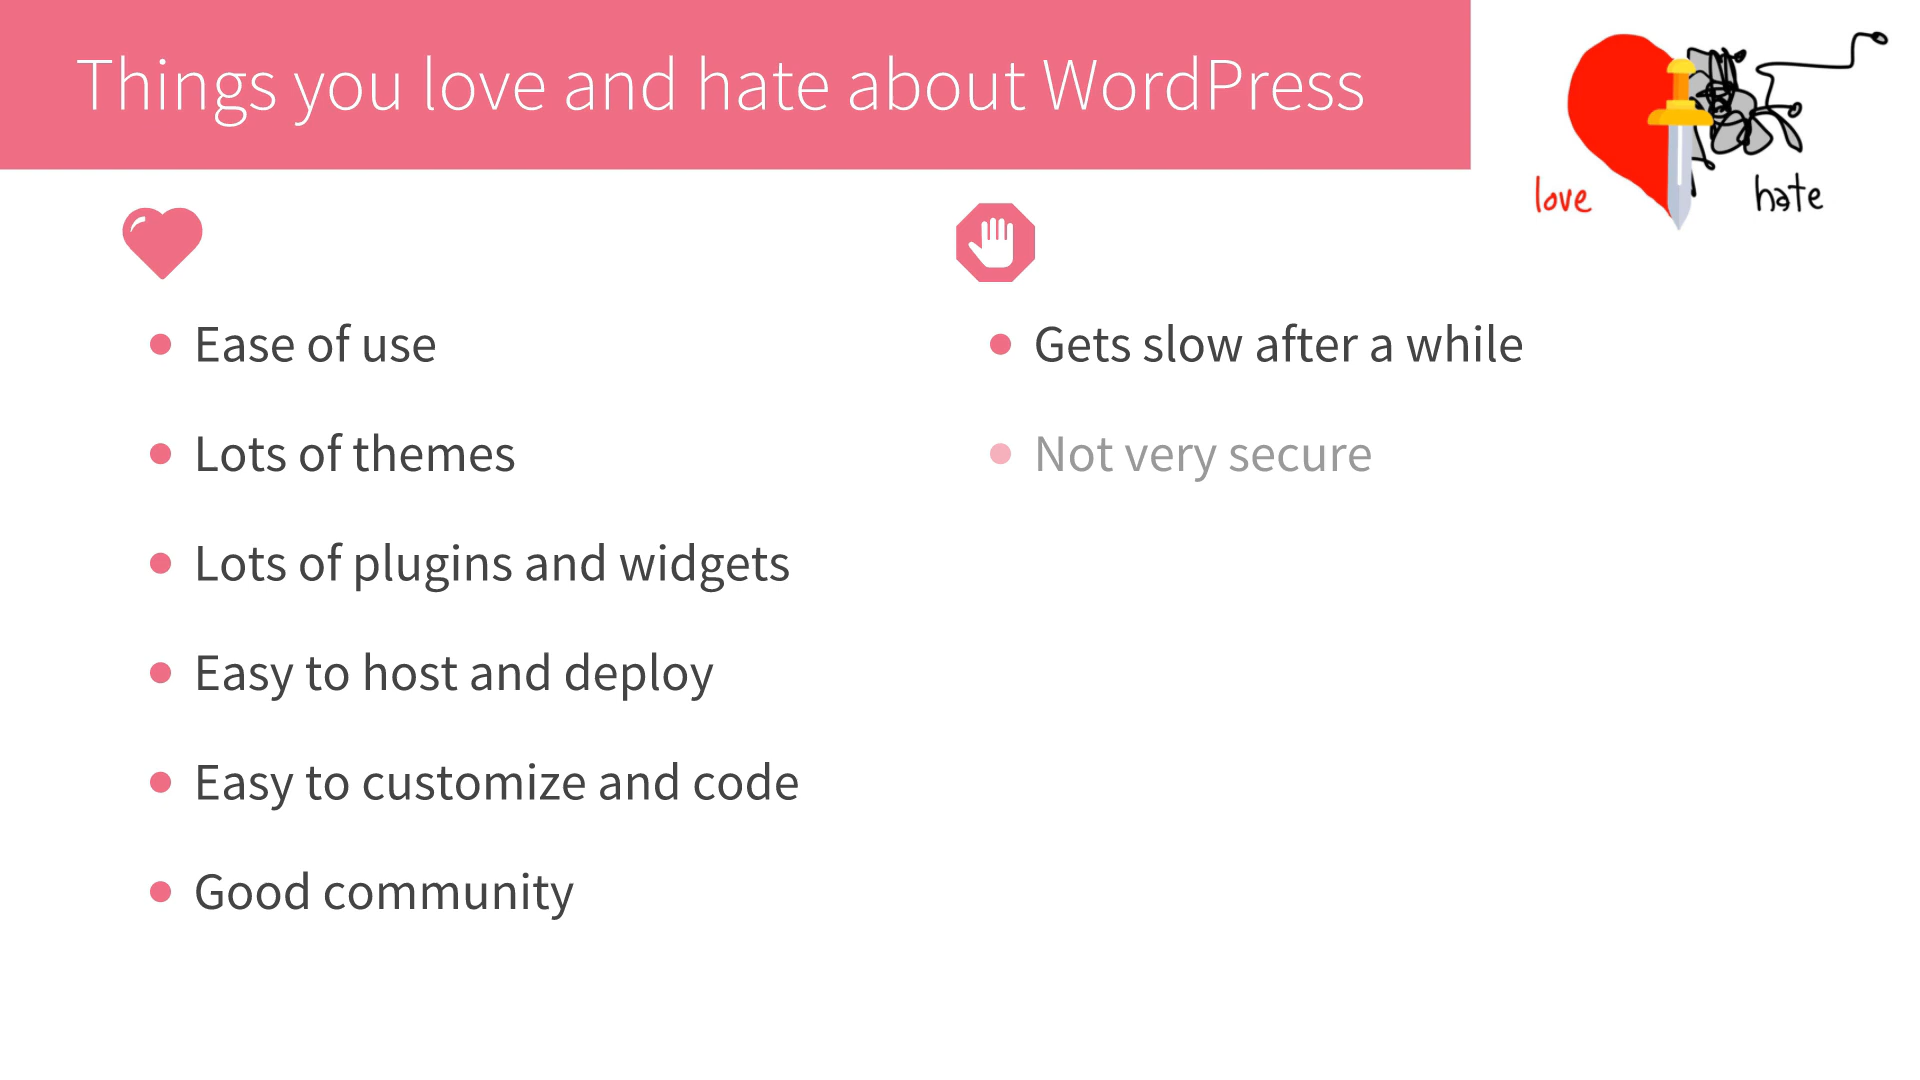 Things you love and hate about WordPress
love
hate
Ease of use
Lots of themes
Lots of plugins and widgets
Easy to host and deploy
Easy to customize and code
Good community
Gets slow after a while
Not very secure